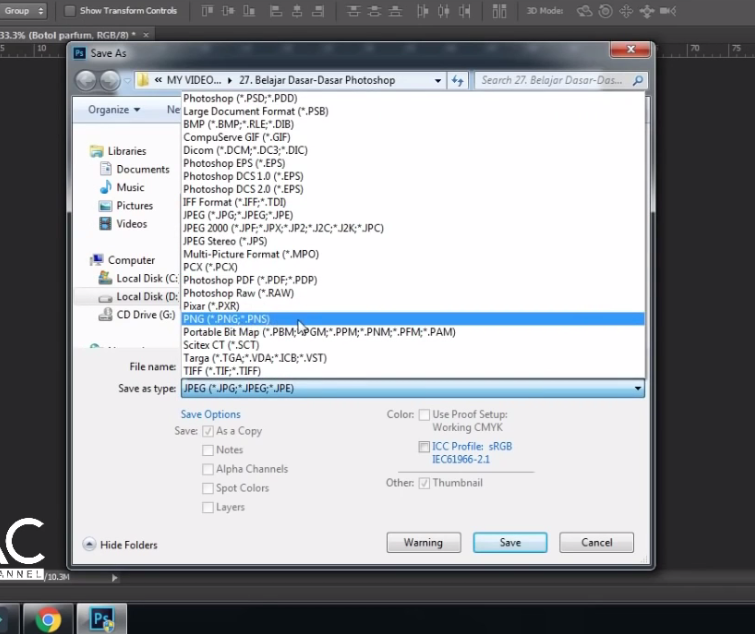 Group
Show Transform Controls
3D Mode:
33.3% (Botol parfum, RGB/8) * ×
10
70
75
Ps Save As
« MY VIDEO... ▸ 27. Belajar Dasar-Dasar Photoshop
Search 27. Belajar Dasar-Das...
Organize
Ne
Photoshop (*.PSD;*.PDD)
Large Document Format (*.PSB)
BMP (*.BMP;*.RLE;*.DIB)
CompuServe GIF (*.GIF)
Dicom (*.DCM;*.DC3;*.DIC)
Photoshop EPS (*.EPS)
Photoshop DCS 1.0 (*.EPS)
Photoshop DCS 2.0 (*.EPS)
IFF Format (*.IFF;*.TDI)
JPEG (*.JPG;*.JPEG;*.JPE)
JPEG 2000 (*.JPF;*.JPX;*.JP2;*.J2C;*.J2K;*.JPC)
JPEG Stereo (*.JPS)
Multi-Picture Format (*.MPO)
PCX (*.PCX)
Photoshop PDF (*.PDF;*.PDP)
Photoshop Raw (*.RAW)
Pixar (*.PXR)
PNG (*.PNG;*.PNS)
Portable Bit Map (*.PBM;*.PGM;*.PPM;*.PNM;*.PFM;*.PAM)
Scitex CT (*.SCT)
Targa (*.TGA;*.VDA;*.ICB;*.VST)
TIFF (*.TIF;*.TIFF)
Libraries
Documents
Music
Pictures
Videos
Computer
Local Disk (C:
Local Disk (D:
CD Drive (G:)
File name:
Save as type: JPEG (*.JPG;*.JPEG;*.JPE)
Save Options
Save: As a Copy
Notes
Alpha Channels
Spot Colors
Layers
Color: Use Proof Setup:
Working CMYK
ICC Profile: sRGB
IEC61966-2.1
Other: Thumbnail
Hide Folders
Warning
Save
Cancel
AC
ANNEL
/10.3M
Ps